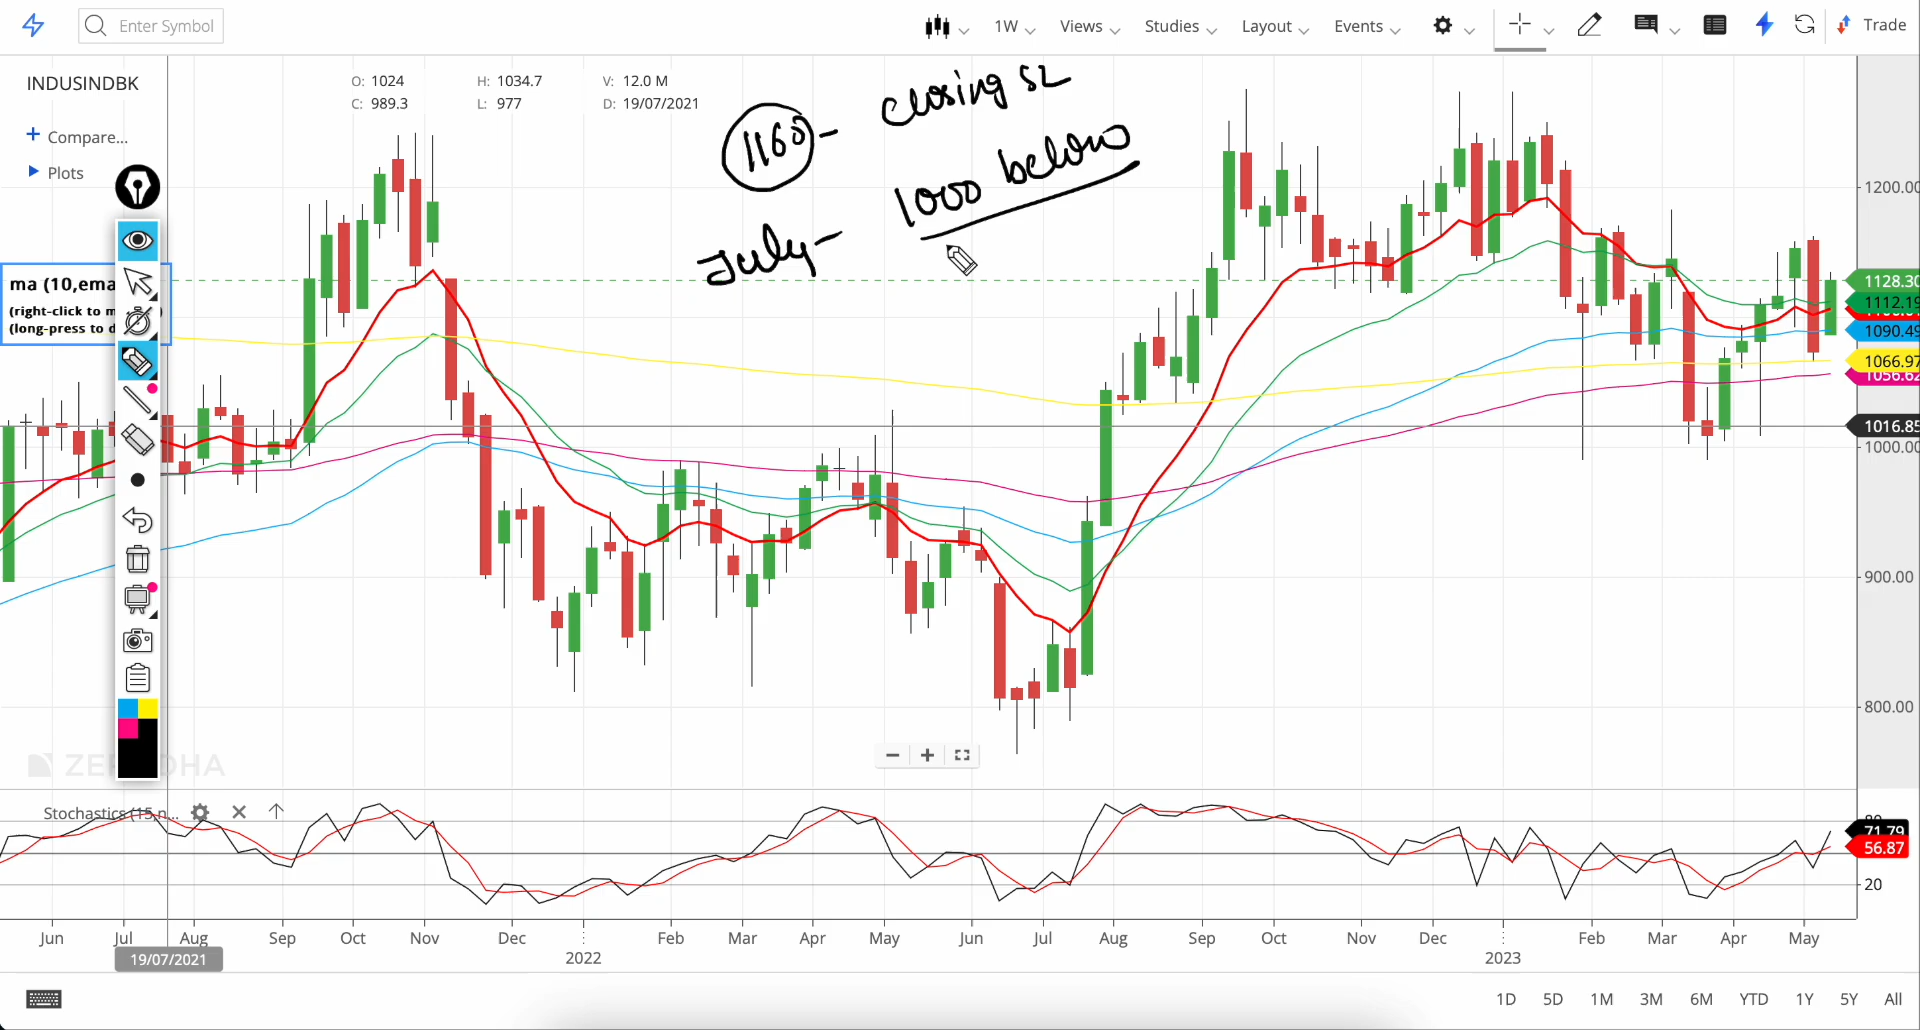 Enter Symbol
1W
Views
Studies
Layout
Events
Trade
INDUSINDBK
O: 1024
H: 1034.7
V: 12.0 M
C: 989.3
L: 977
D: 19/07/2021
Compare...
Plots
ma (10,ema
(right-click to m
(long-press to d
1160 -
closing SL
1000 below
July -
1200.00
1128.30
1112.19
1090.49
1066.97
1056.62
1016.85
1000.00
900.00
800.00
ZE DHA
Stochastics (15,n...
80
71.79
56.87
20
Jun Jul Aug Sep Oct Nov Dec Feb Mar Apr May Jun Jul Aug Sep Oct Nov Dec Feb Mar Apr May
19/07/2021
2022
2023
1D 5D 1M 3M 6M YTD 1Y 5Y All